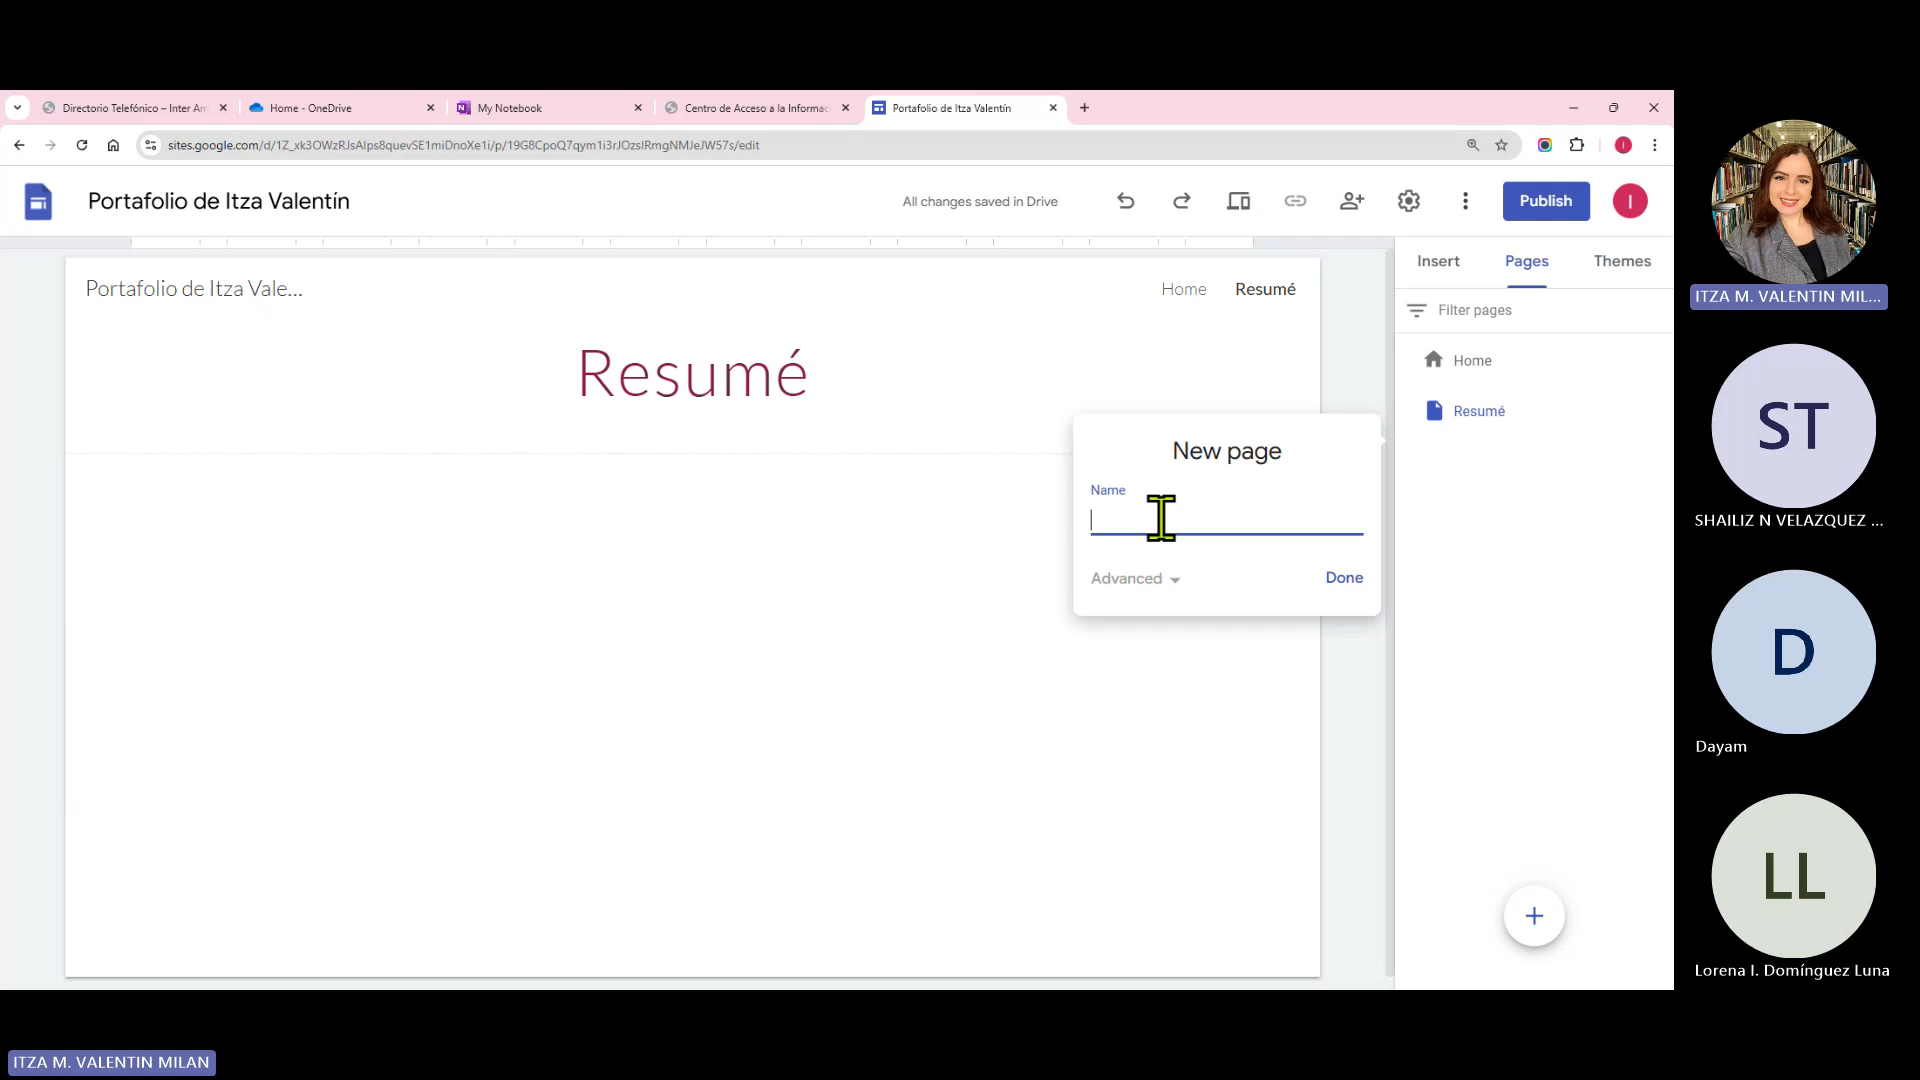 Directorio Telefónico – Inter Am
Home - OneDrive
My Notebook
Centro de Acceso a la Informac
Portafolio de Itza Valentín
sites.google.com/d/1Z_xk3OWzRJsAlps8quevSE1miDnoXe1i/p/19G8CpoQ7qym1i3rJOzslRmgNMJeJW57s/edit
Portafolio de Itza Valentín
All changes saved in Drive
Publish
I
Portafolio de Itza Vale...
Home
Resumé
Insert
Pages
Themes
Filter pages
Home
Resumé
Resumé
New page
Name
Advanced
Done
ITZA M. VALENTIN MIL...
ST
SHAILIZ N VELAZQUEZ ...
D
Dayam
LL
Lorena I. Domínguez Luna
ITZA M. VALENTIN MILAN